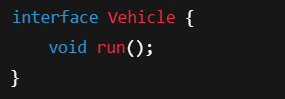 interface Vehicle {
    void run();
}